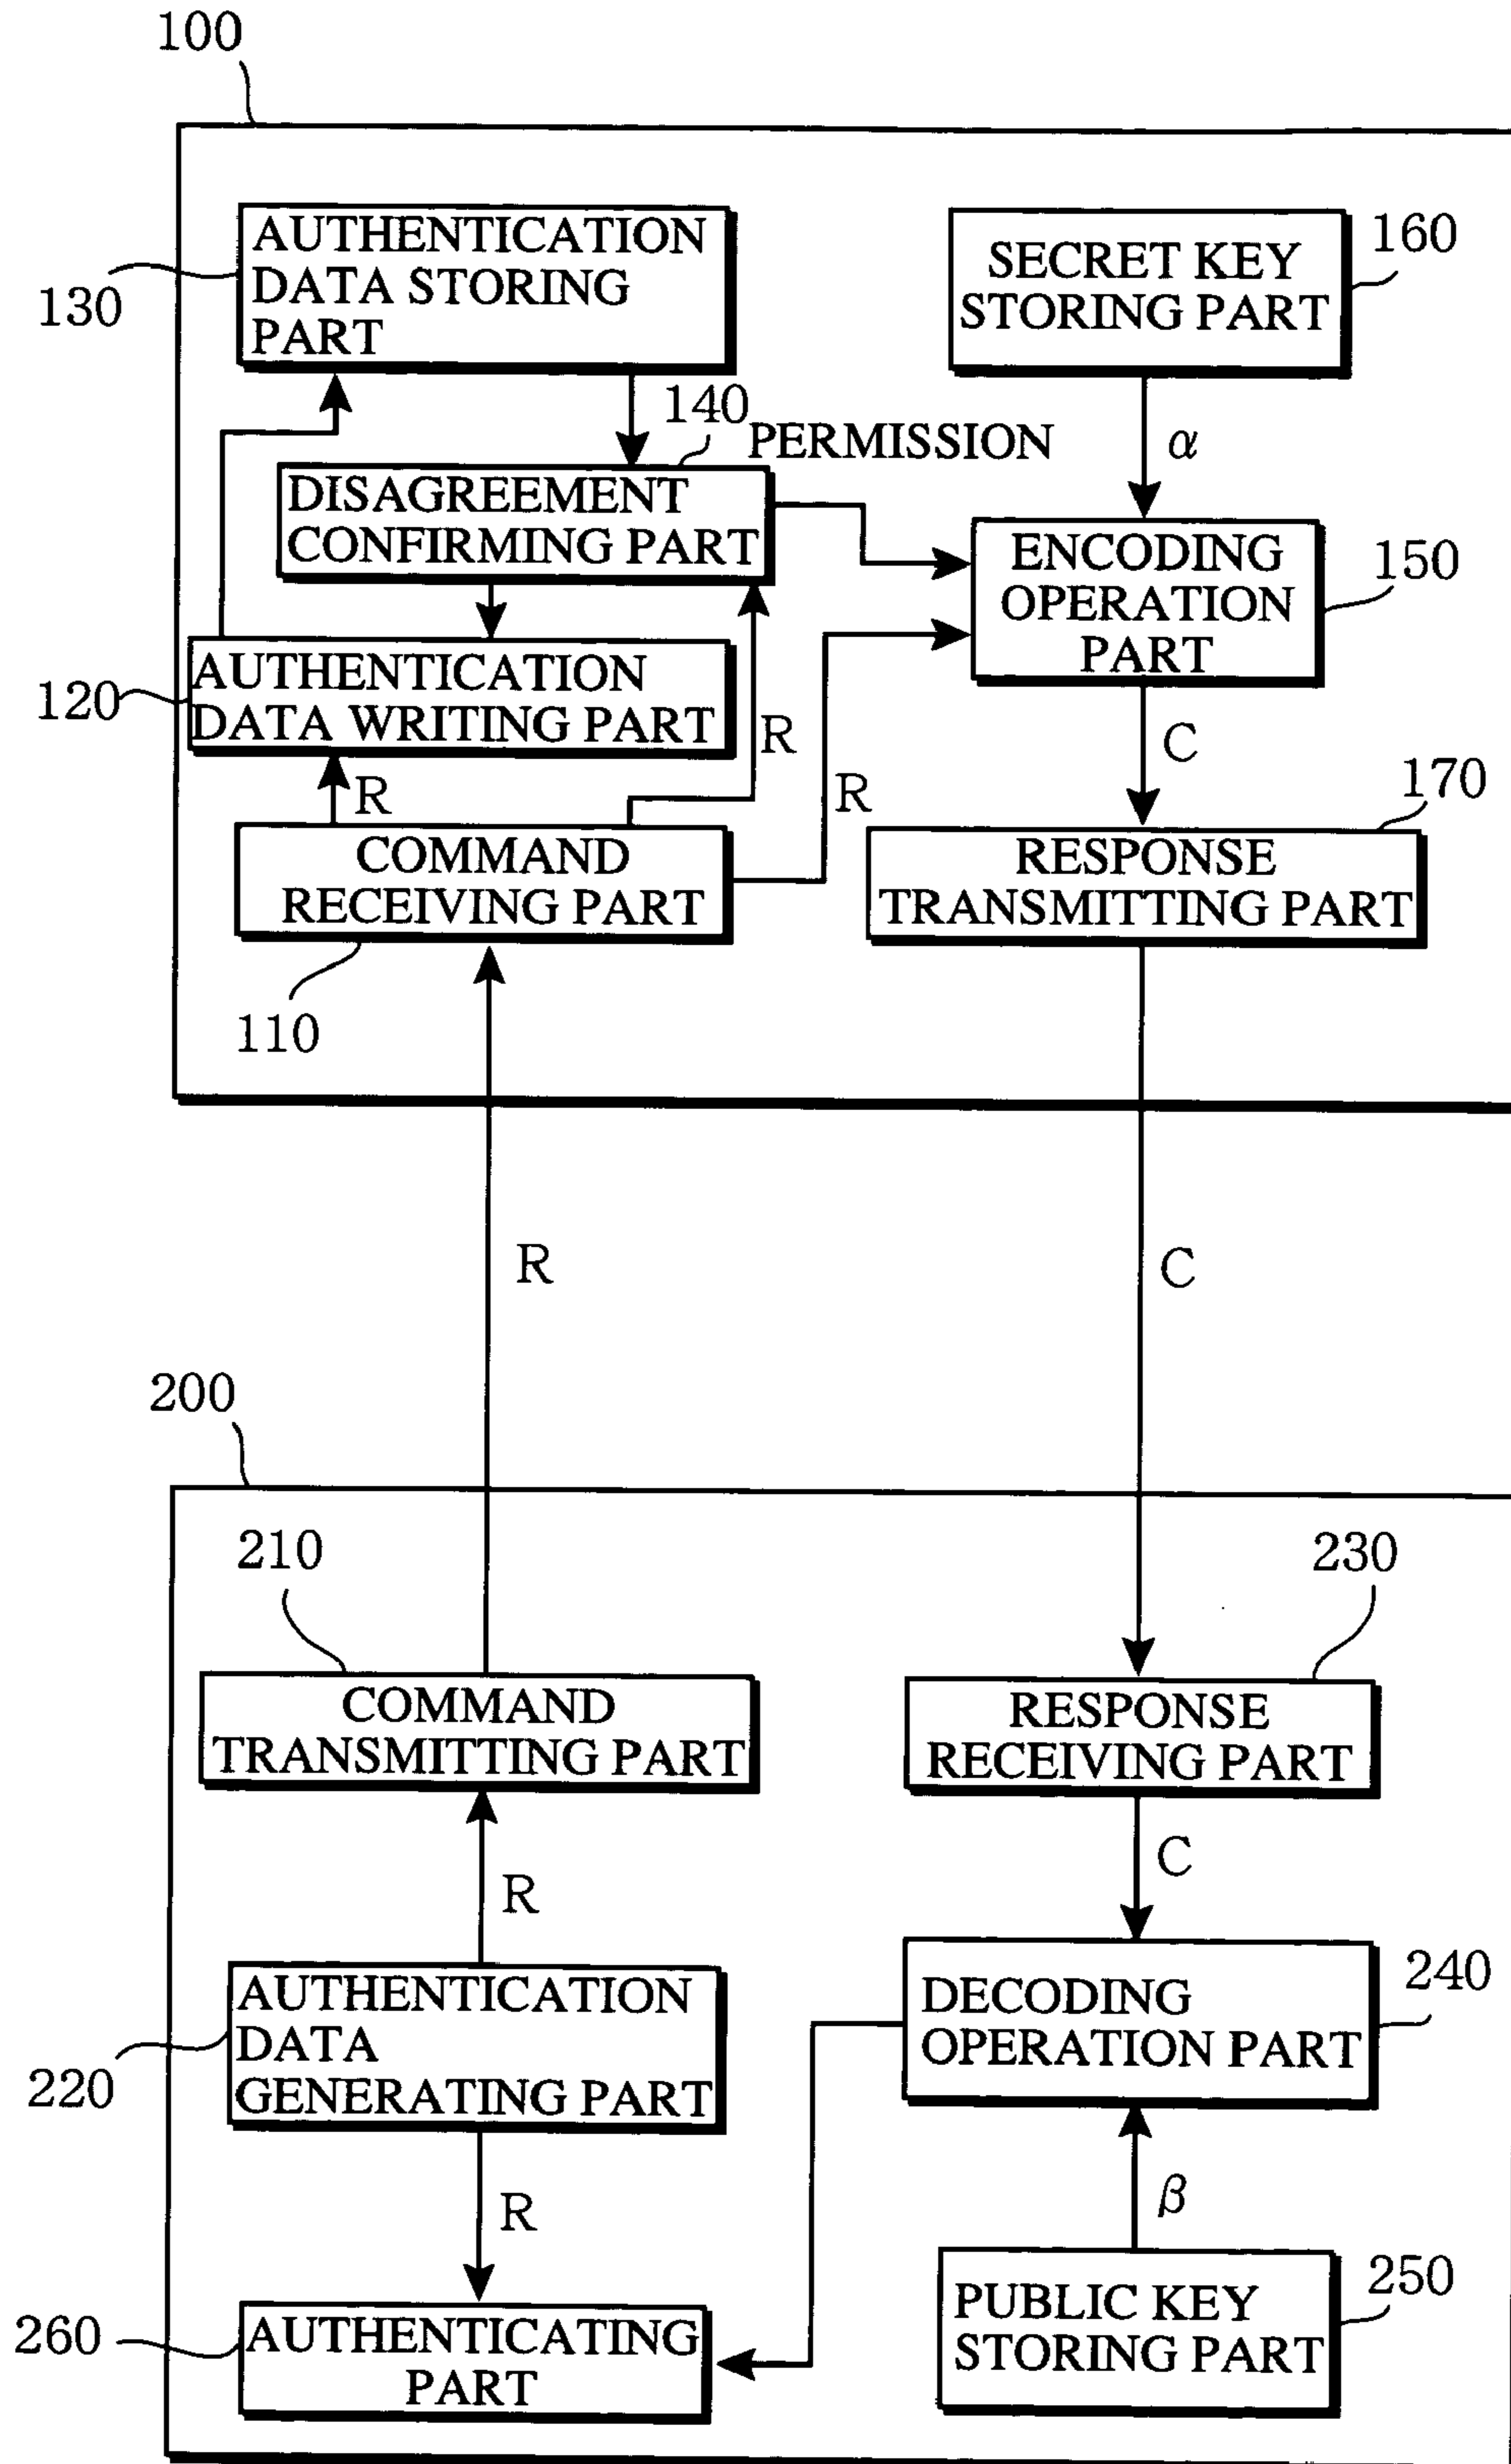 100
AUTHENTICATION
DATA STORING
PART
130
SECRET KEY
STORING PART
160
140
PERMISSION
α
DISAGREEMENT
CONFIRMING PART
ENCODING
OPERATION
PART
150
AUTHENTICATION
DATA WRITING PART
120
R
R
R
C
170
COMMAND
RECEIVING PART
RESPONSE
TRANSMITTING PART
110
R
C
200
210
230
COMMAND
TRANSMITTING PART
RESPONSE
RECEIVING PART
R
C
AUTHENTICATION
DATA
GENERATING PART
220
DECODING
OPERATION PART
240
R
β
260
AUTHENTICATING
PART
PUBLIC KEY
STORING PART
250